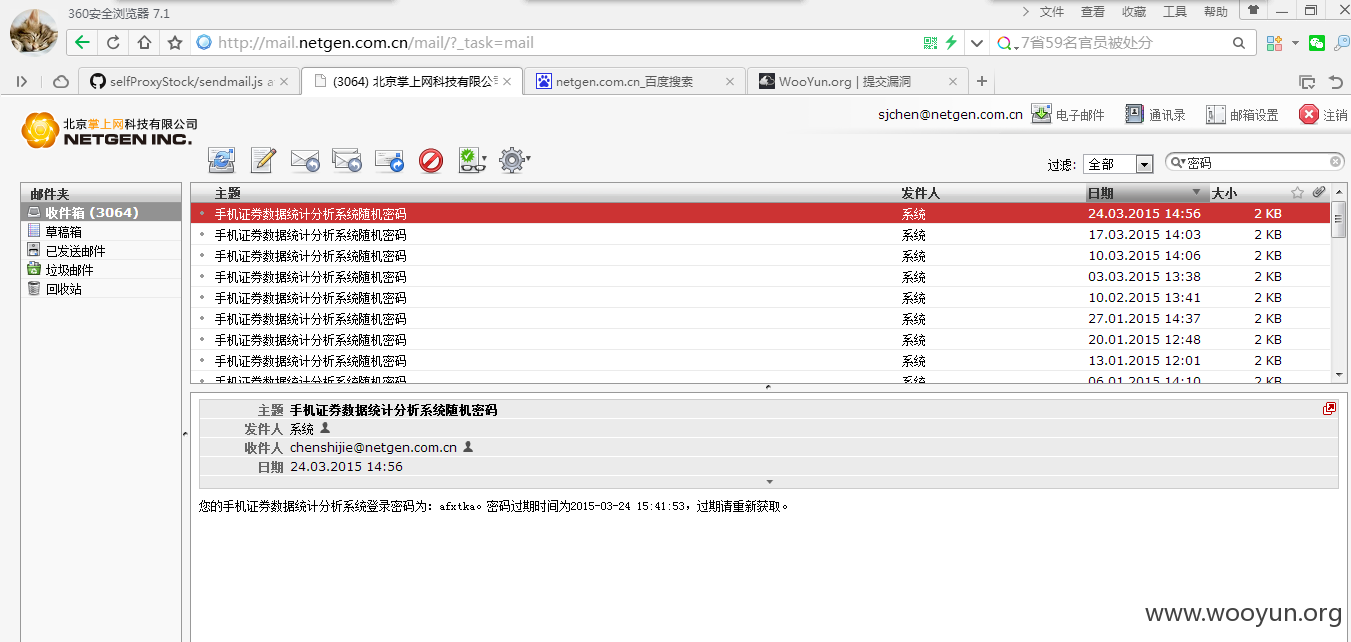 360安全浏览器 7.1
文件 查看 收藏 工具 帮助
http://mail.netgen.com.cn/mail/?_task=mail
7省59名官员被处分
selfProxyStock/sendmail.js a
(3064) 北京掌上网科技有限公司
netgen.com.cn_百度搜索
WooYun.org | 提交漏洞
北京掌上网科技有限公司
NETGEN INC.
sjchen@netgen.com.cn 电子邮件 通讯录 邮箱设置 注销
过滤: 全部 密码
邮件夹
收件箱 (3064)
草稿箱
已发送邮件
垃圾邮件
回收站
主题 发件人 日期 大小
手机证券数据统计分析系统随机密码 系统 24.03.2015 14:56 2 KB
手机证券数据统计分析系统随机密码 系统 17.03.2015 14:03 2 KB
手机证券数据统计分析系统随机密码 系统 10.03.2015 14:06 2 KB
手机证券数据统计分析系统随机密码 系统 03.03.2015 13:38 2 KB
手机证券数据统计分析系统随机密码 系统 10.02.2015 13:41 2 KB
手机证券数据统计分析系统随机密码 系统 27.01.2015 14:37 2 KB
手机证券数据统计分析系统随机密码 系统 20.01.2015 12:48 2 KB
手机证券数据统计分析系统随机密码 系统 13.01.2015 12:01 2 KB
手机证券数据统计分析系统随机密码 系统 06.01.2015 14:10 2 KB
主题 手机证券数据统计分析系统随机密码
发件人 系统
收件人 chenshijie@netgen.com.cn
日期 24.03.2015 14:56
您的手机证券数据统计分析系统登录密码为：afxtka。密码过期时间为2015-03-24 15:41:53，过期请重新获取。
www.wooyun.org